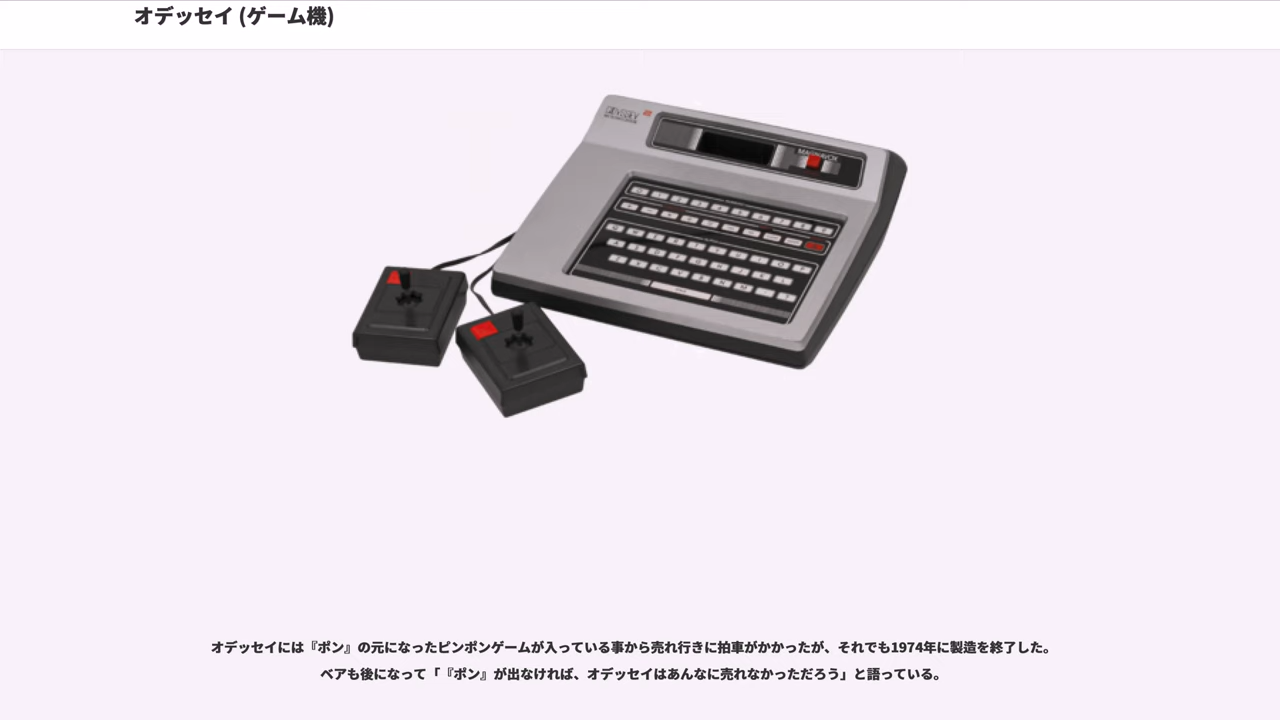 オデッセイ (ゲーム機)
MAGNAVOX
オデッセイには『ポン』の元になったピンポンゲームが入っている事から売れ行きに拍車がかかったが、それでも1974年に製造を終了した。
ベアも後になって「『ポン』が出なければ、オデッセイはあんなに売れなかっただろう」と語っている。